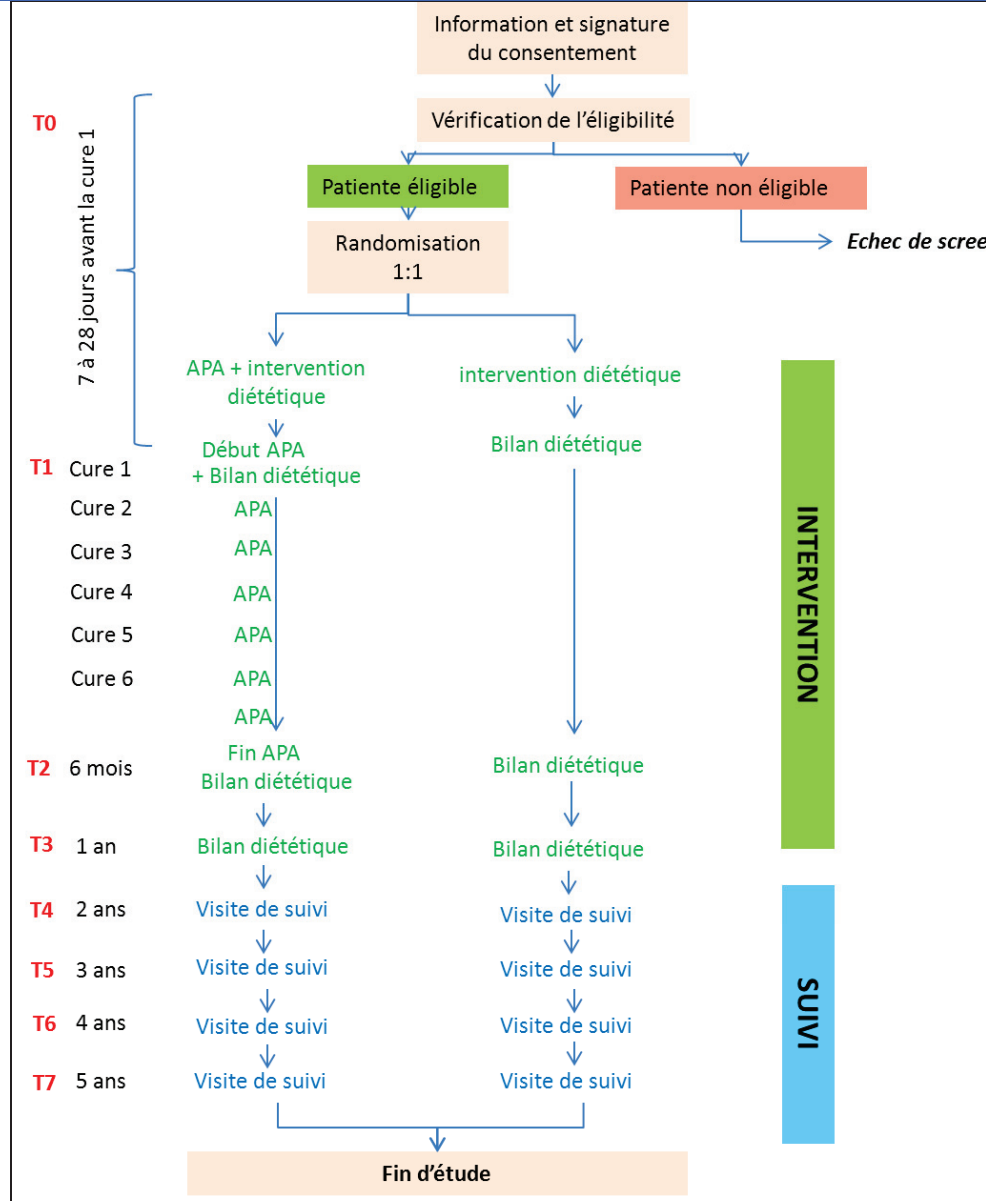 Information et signature
du consentement
T0
Vérification de l’éligibilité
7 à 28 jours avant la cure 1
Patiente éligible
Patiente non éligible
Randomisation
1:1
Echec de scree
APA + intervention
diététique
intervention diététique
Début APA
+ Bilan diététique
Bilan diététique
T1 Cure 1
Cure 2 APA
Cure 3 APA
Cure 4 APA
Cure 5 APA
Cure 6 APA
APA
INTERVENTION
T2 6 mois
Fin APA
Bilan diététique
Bilan diététique
T3 1 an Bilan diététique Bilan diététique
T4 2 ans Visite de suivi Visite de suivi
T5 3 ans Visite de suivi Visite de suivi
T6 4 ans Visite de suivi Visite de suivi
T7 5 ans Visite de suivi Visite de suivi
SUIVI
Fin d’étude